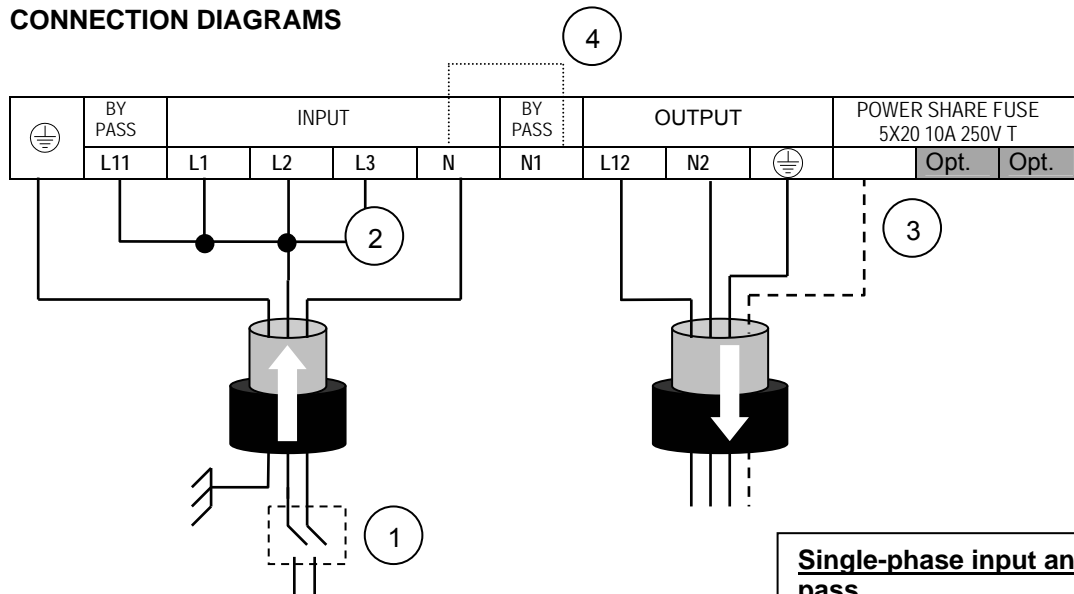 CONNECTION DIAGRAMS
4
BY PASS INPUT BY PASS OUTPUT POWER SHARE FUSE 5X20 10A 250V T
L11 L1 L2 L3 N N1 L12 N2 Opt. Opt.
2
3
1
Single-phase input an
pass